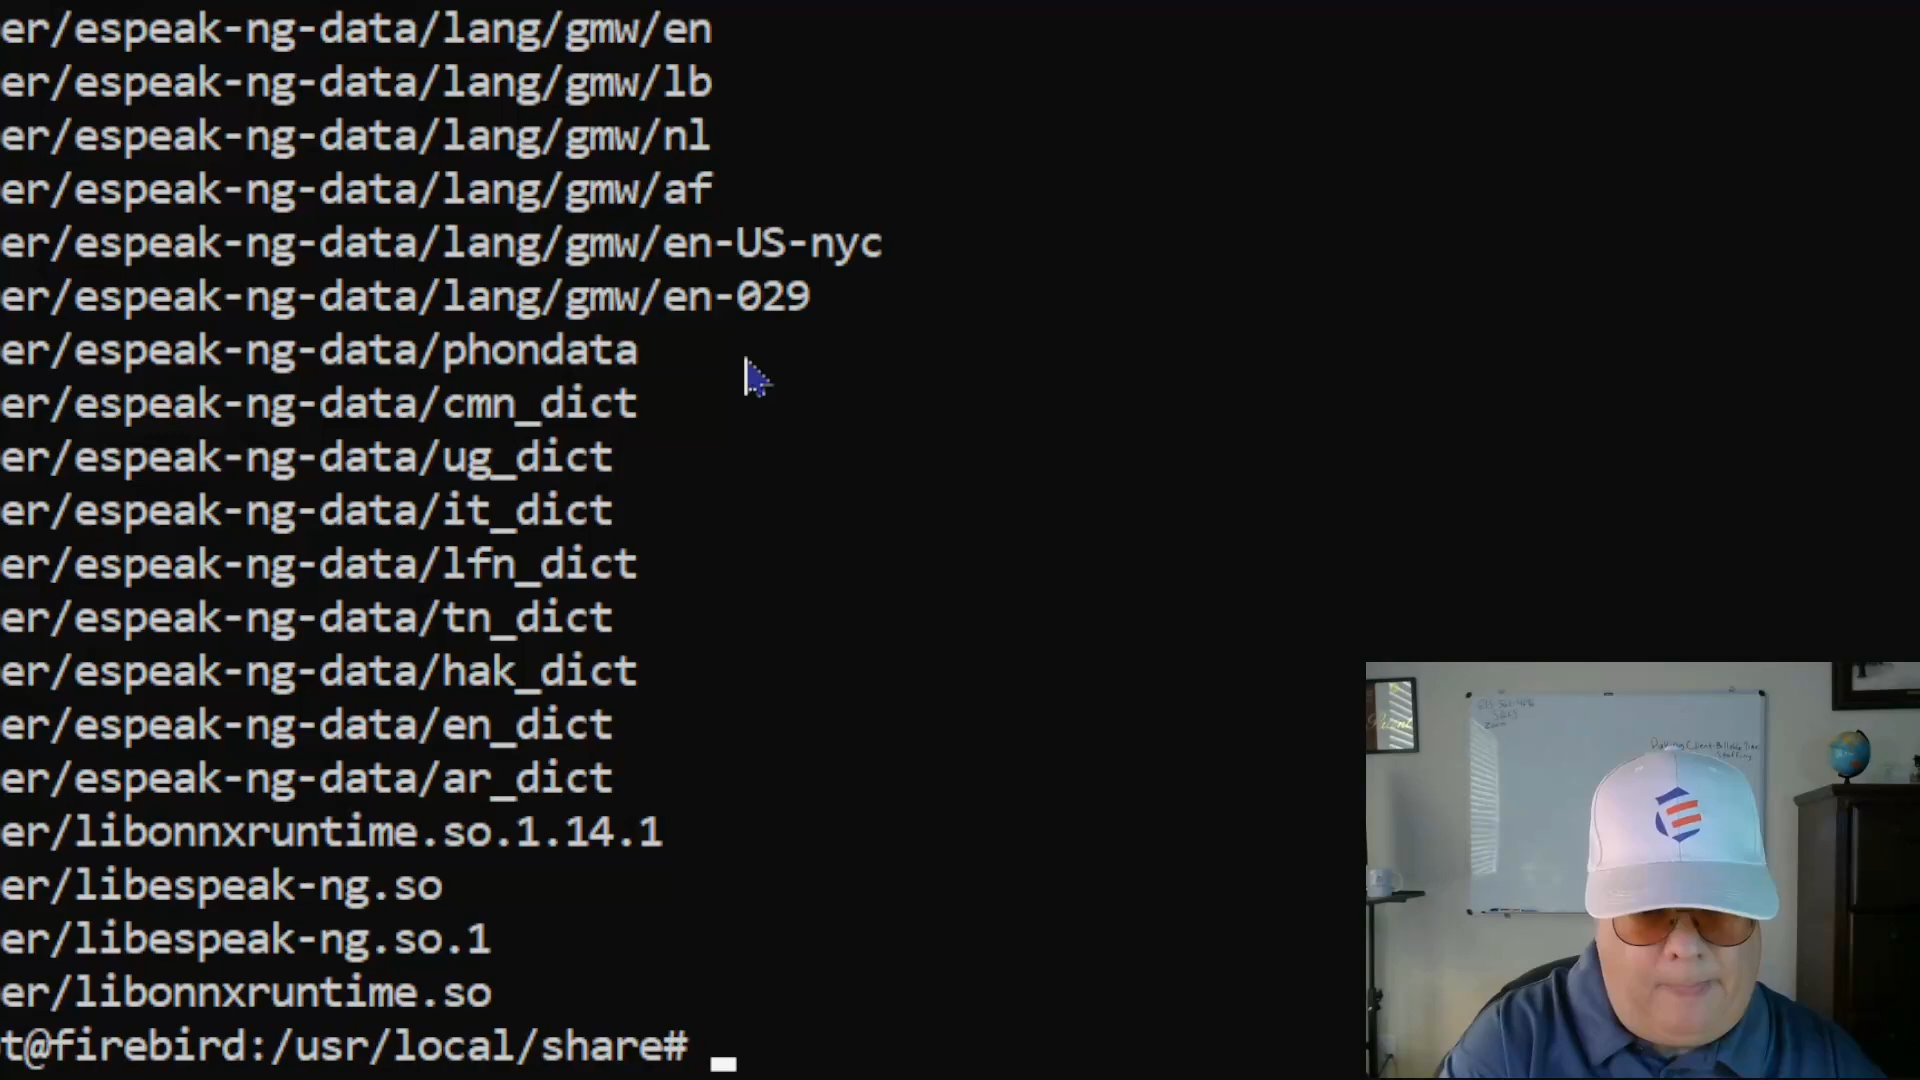 er/espeak-ng-data/lang/gmw/en
er/espeak-ng-data/lang/gmw/lb
er/espeak-ng-data/lang/gmw/nl
er/espeak-ng-data/lang/gmw/af
er/espeak-ng-data/lang/gmw/en-US-nyc
er/espeak-ng-data/lang/gmw/en-029
er/espeak-ng-data/phondata
er/espeak-ng-data/cmn_dict
er/espeak-ng-data/ug_dict
er/espeak-ng-data/it_dict
er/espeak-ng-data/lfn_dict
er/espeak-ng-data/tn_dict
er/espeak-ng-data/hak_dict
er/espeak-ng-data/en_dict
er/espeak-ng-data/ar_dict
er/libonnxruntime.so.1.14.1
er/libespeak-ng.so
er/libespeak-ng.so.1
er/libonnxruntime.so
t@firebird:/usr/local/share#
Client-Billable Time
Staffing